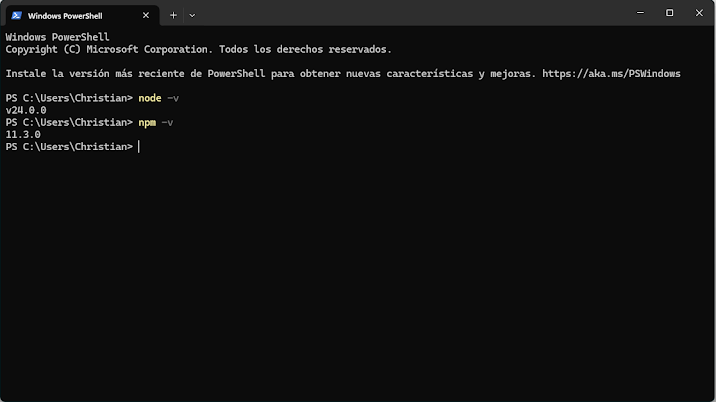 Windows PowerShell
Windows PowerShell
Copyright (C) Microsoft Corporation. Todos los derechos reservados.
Instale la versión más reciente de PowerShell para obtener nuevas características y mejoras. https://aka.ms/PSWindows
PS C:\Users\Christian> node -v
v24.0.0
PS C:\Users\Christian> npm -v
11.3.0
PS C:\Users\Christian>